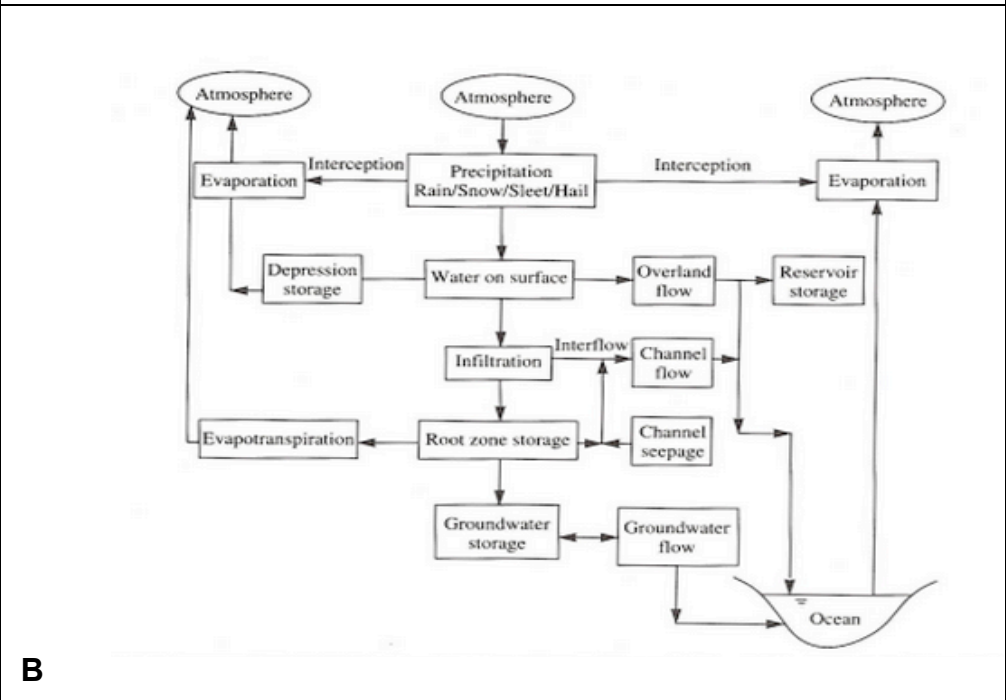 Atmosphere
Atmosphere
Atmosphere
Interception
Precipitation
Rain/Snow/Sleet/Hail
Interception
Evaporation
Evaporation
Depression
storage
Water on surface
Overland
flow
Reservoir
storage
Infiltration
Interflow
Channel
flow
Evapotranspiration
Root zone storage
Channel
seepage
Groundwater
storage
Groundwater
flow
Ocean
B